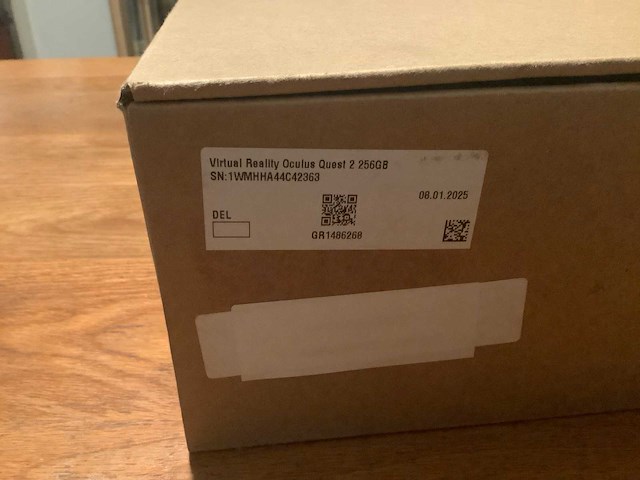 Virtual Reality Oculus Quest 2 256GB
SN:1WMHHA44C42363
08.01.2025
DEL
GR1486268